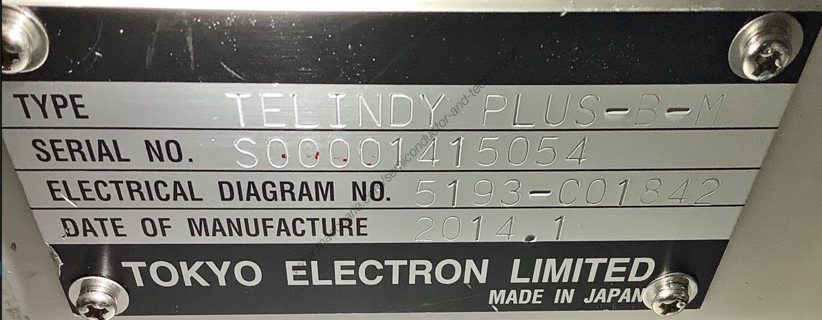 TYPE TELINDY PLUS-B-M
SERIAL NO. S00001415054
ELECTRICAL DIAGRAM NO. 5193-C01842
DATE OF MANUFACTURE 2014.1
TOKYO ELECTRON LIMITED
MADE IN JAPAN